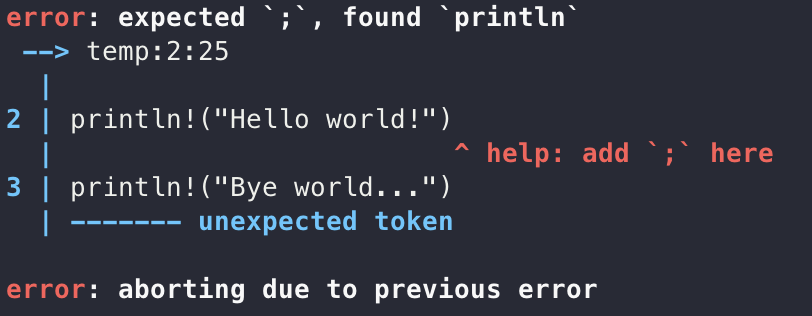 error: expected `;`, found `println`
 --> temp:2:25
  |
2 | println!("Hello world!")
  |                         ^ help: add `;` here
3 | println!("Bye world...")
  | ------- unexpected token

error: aborting due to previous error